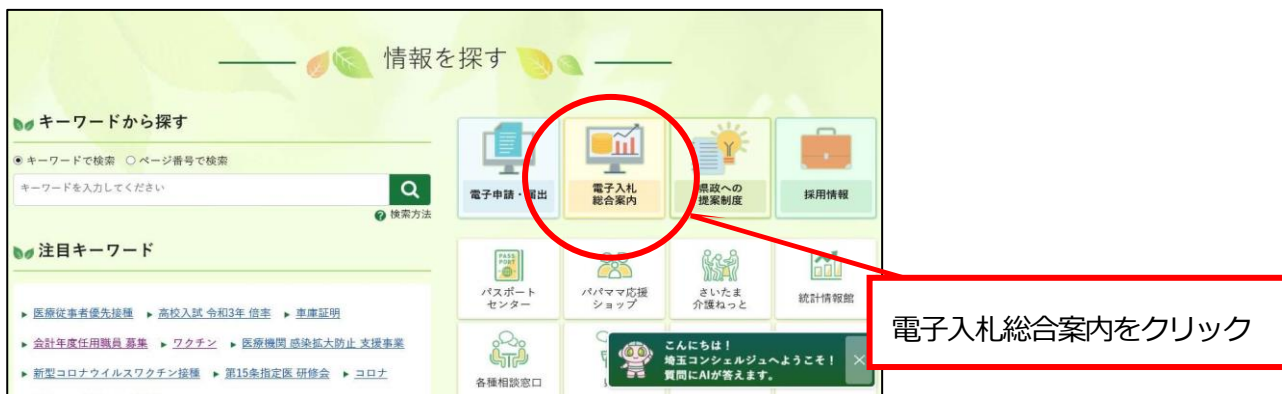 情報を探す
キーワードから探す
キーワードで検索 ページ番号で検索
キーワードを入力してください
検索方法
注目キーワード
医療従事者優先接種 高校入試 令和3年 倍率 車庫証明
会計年度任用職員 募集 ワクチン 医療機関 感染拡大防止 支援事業
新型コロナウイルスワクチン接種 第15条指定医 研修会 コロナ
電子申請・届出
電子入札
総合案内
県政への
提案制度
採用情報
PASS
PORT
パスポート
センター
パパママ応援
ショップ
さいたま
介護ねっと
統計情報館
各種相談窓口
こんにちは!
埼玉コンシェルジュへようこそ!
質問にAIが答えます。
電子入札総合案内をクリック